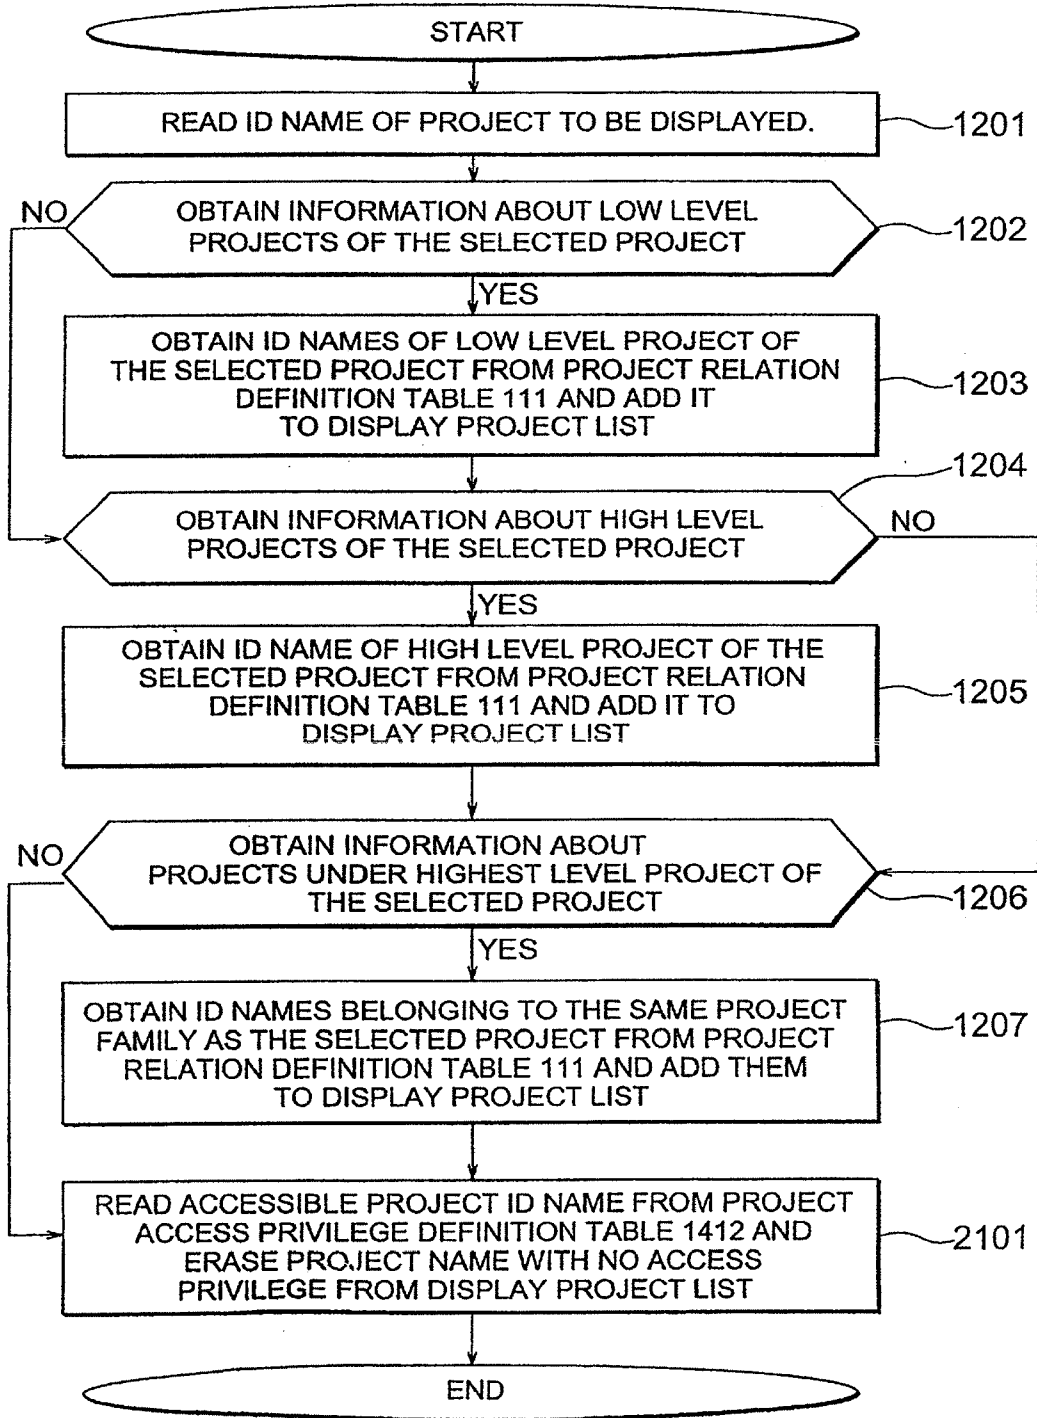 START
READ ID NAME OF PROJECT TO BE DISPLAYED.
1201
NO
OBTAIN INFORMATION ABOUT LOW LEVEL
PROJECTS OF THE SELECTED PROJECT
1202
YES
OBTAIN ID NAMES OF LOW LEVEL PROJECT OF
THE SELECTED PROJECT FROM PROJECT RELATION
DEFINITION TABLE 111 AND ADD IT
TO DISPLAY PROJECT LIST
1203
1204
OBTAIN INFORMATION ABOUT HIGH LEVEL
PROJECTS OF THE SELECTED PROJECT
NO
YES
OBTAIN ID NAME OF HIGH LEVEL PROJECT OF THE
SELECTED PROJECT FROM PROJECT RELATION
DEFINITION TABLE 111 AND ADD IT TO
DISPLAY PROJECT LIST
1205
NO
OBTAIN INFORMATION ABOUT
PROJECTS UNDER HIGHEST LEVEL PROJECT OF
THE SELECTED PROJECT
1206
YES
OBTAIN ID NAMES BELONGING TO THE SAME PROJECT
FAMILY AS THE SELECTED PROJECT FROM PROJECT
RELATION DEFINITION TABLE 111 AND ADD THEM
TO DISPLAY PROJECT LIST
1207
READ ACCESSIBLE PROJECT ID NAME FROM PROJECT
ACCESS PRIVILEGE DEFINITION TABLE 1412 AND
ERASE PROJECT NAME WITH NO ACCESS
PRIVILEGE FROM DISPLAY PROJECT LIST
2101
END